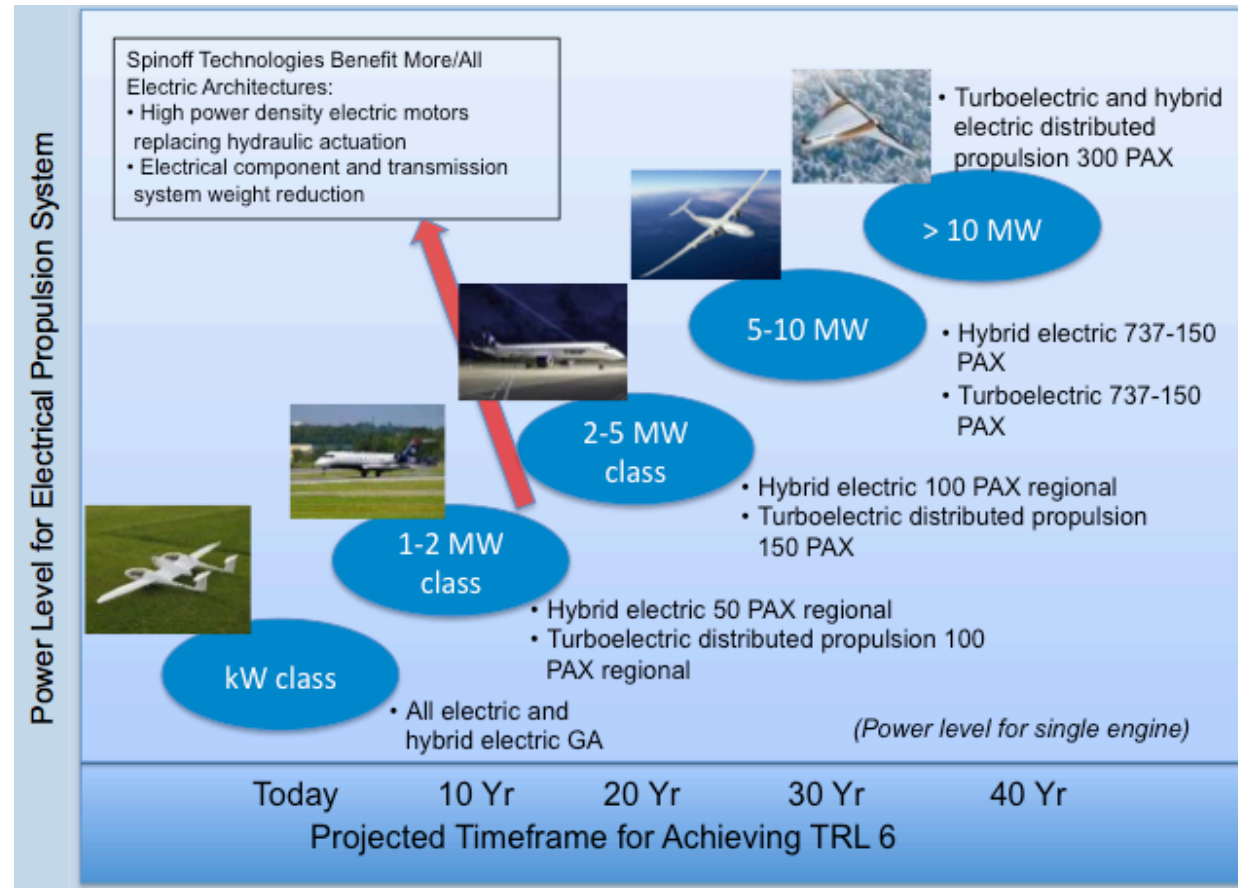 Power Level for Electrical Propulsion System
Spinoff Technologies Benefit More/All
Electric Architectures:
• High power density electric motors
replacing hydraulic actuation
• Electrical component and transmission
system weight reduction
• Turboelectric and hybrid
electric distributed
propulsion 300 PAX
> 10 MW
5-10 MW
• Hybrid electric 737-150
PAX
• Turboelectric 737-150
PAX
2-5 MW
class
• Hybrid electric 100 PAX regional
• Turboelectric distributed propulsion
150 PAX
1-2 MW
class
• Hybrid electric 50 PAX regional
• Turboelectric distributed propulsion 100
PAX regional
kW class
• All electric and
hybrid electric GA
(Power level for single engine)
Today 10 Yr 20 Yr 30 Yr 40 Yr
Projected Timeframe for Achieving TRL 6